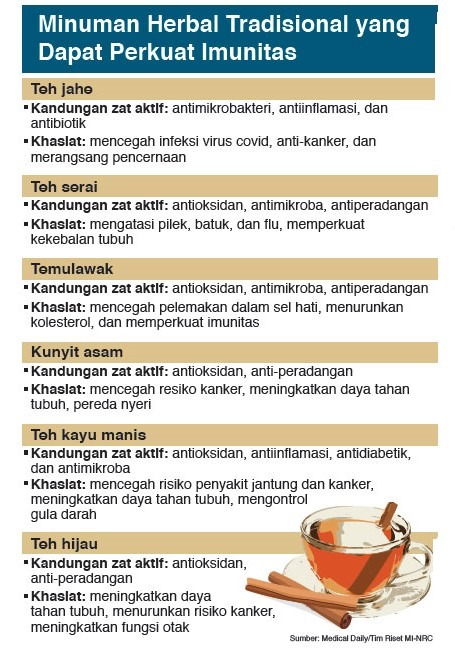 Minuman Herbal Tradisional yang
Dapat Perkuat Imunitas
Teh jahe
▪ Kandungan zat aktif: antimikrobakteri, antiinflamasi, dan
antibiotik
▪ Khasiat: mencegah infeksi virus covid, anti-kanker, dan
merangsang pencernaan
Teh serai
▪ Kandungan zat aktif: antioksidan, antimikroba, antiperadangan
▪ Khasiat: mengatasi pilek, batuk, dan flu, memperkuat
kekebalan tubuh
Temulawak
▪ Kandungan zat aktif: antioksidan, antimikroba, antiperadangan
▪ Khasiat: mencegah pelemakan dalam sel hati, menurunkan
kolesterol, dan memperkuat imunitas
Kunyit asam
▪ Kandungan zat aktif: antioksidan, anti-peradangan
▪ Khasiat: mencegah resiko kanker, meningkatkan daya tahan
tubuh, pereda nyeri
Teh kayu manis
▪ Kandungan zat aktif: antioksidan, antiinflamasi, antidiabetik,
dan antimikroba
▪ Khasiat: mencegah risiko penyakit jantung dan kanker,
meningkatkan daya tahan tubuh, mengontrol
gula darah
Teh hijau
▪ Kandungan zat aktif: antioksidan,
anti-peradangan
▪ Khasiat: meningkatkan daya
tahan tubuh, menurunkan risiko kanker,
meningkatkan fungsi otak
Sumber: Medical Daily/Tim Riset MI-NRC